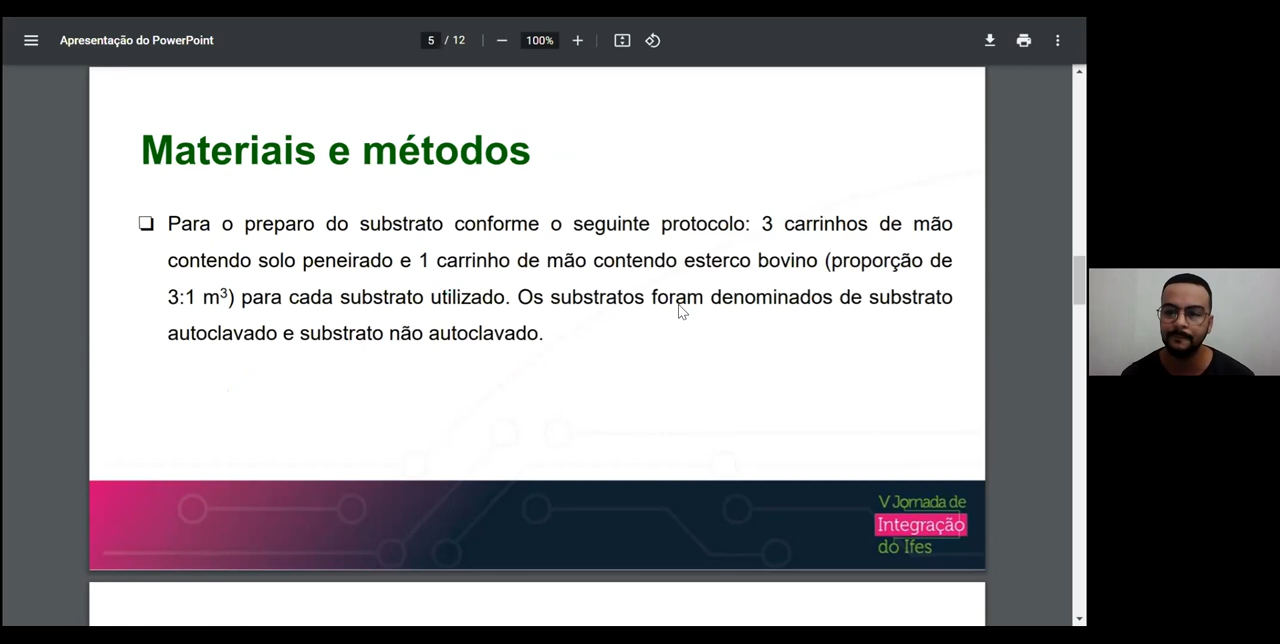 Apresentação do PowerPoint
5 / 12
100%
Materiais e métodos
Para o preparo do substrato conforme o seguinte protocolo: 3 carrinhos de mão
contendo solo peneirado e 1 carrinho de mão contendo esterco bovino (proporção de
3:1 m³) para cada substrato utilizado. Os substratos foram denominados de substrato
autoclavado e substrato não autoclavado.
V Jornada de
Integração
do Ifes